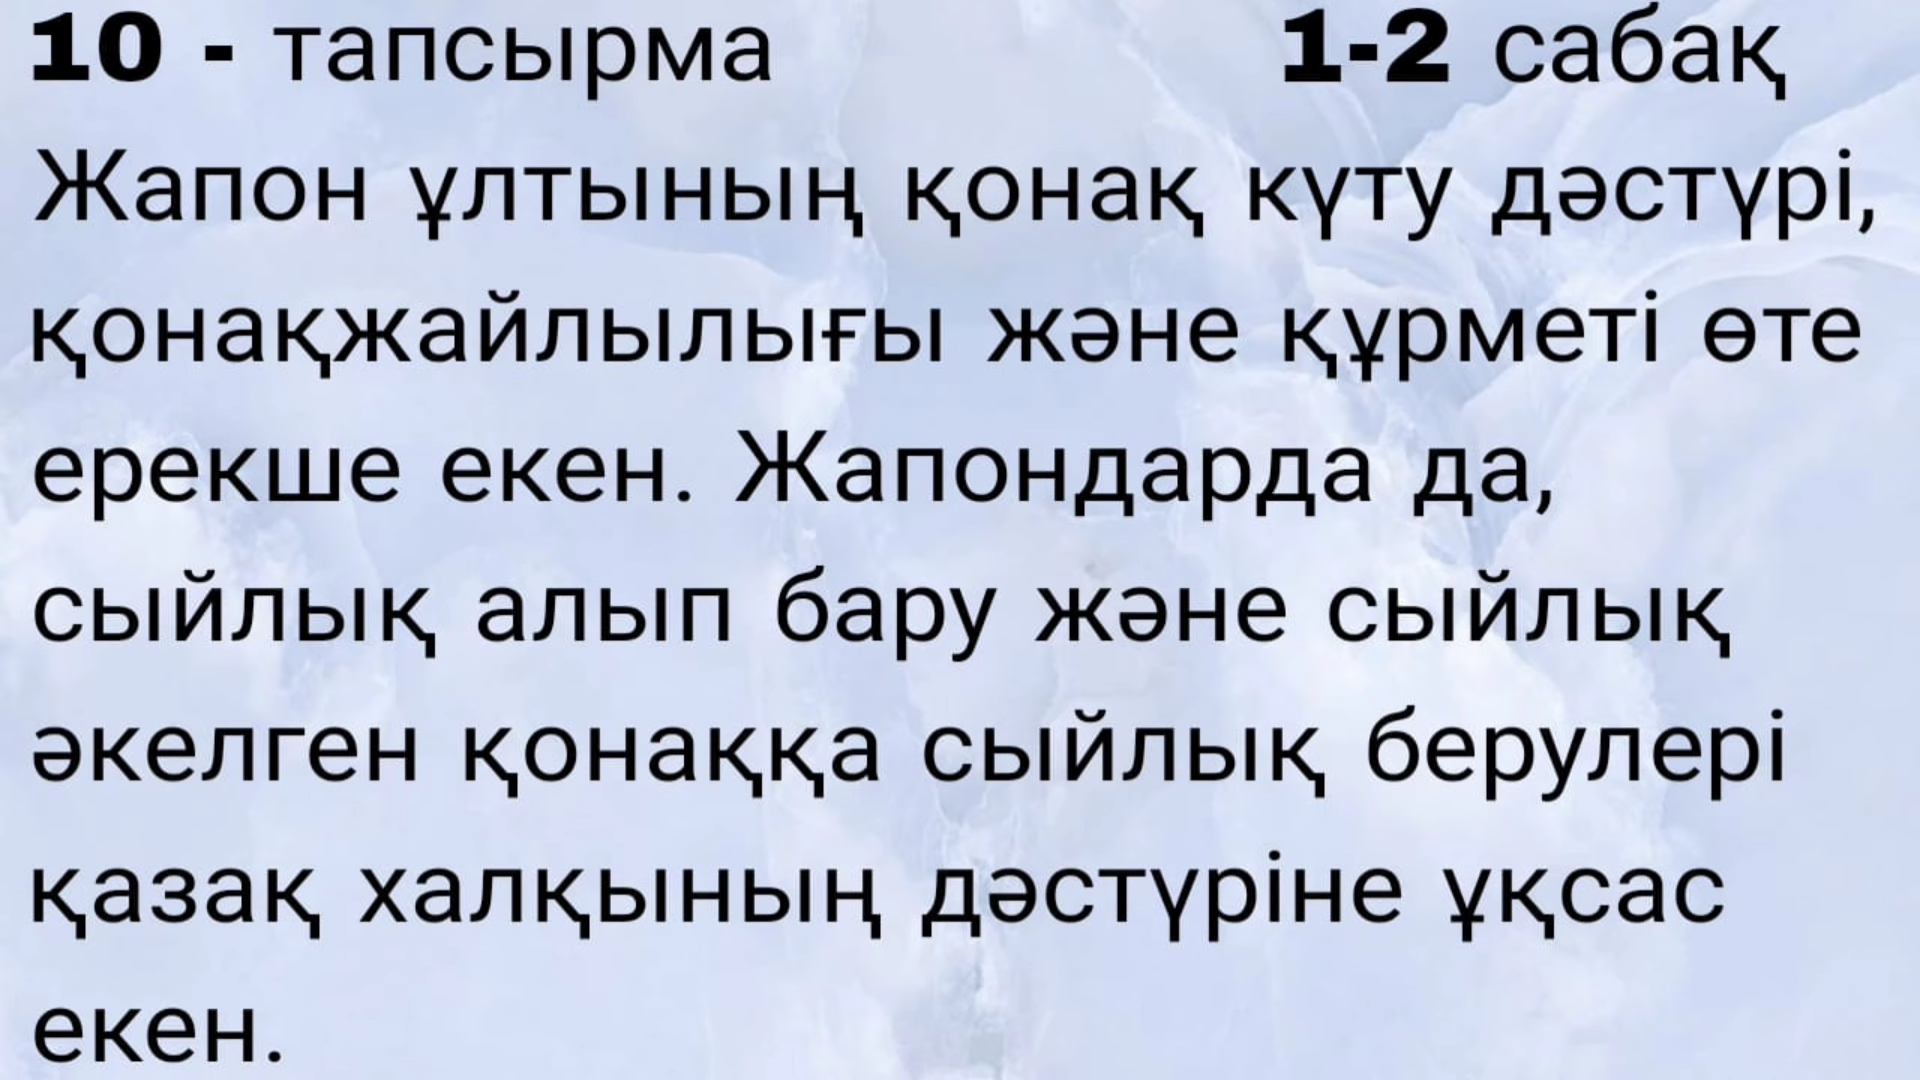 10 - тапсырма 1-2 сабақ
Жапон ұлтының қонақ күту дәстүрі,
қонақжайлылығы және құрметі өте
ерекше екен. Жапондарда да,
сыйлық алып бару және сыйлық
әкелген қонаққа сыйлық берулері
қазақ халқының дәстүріне ұқсас
екен.